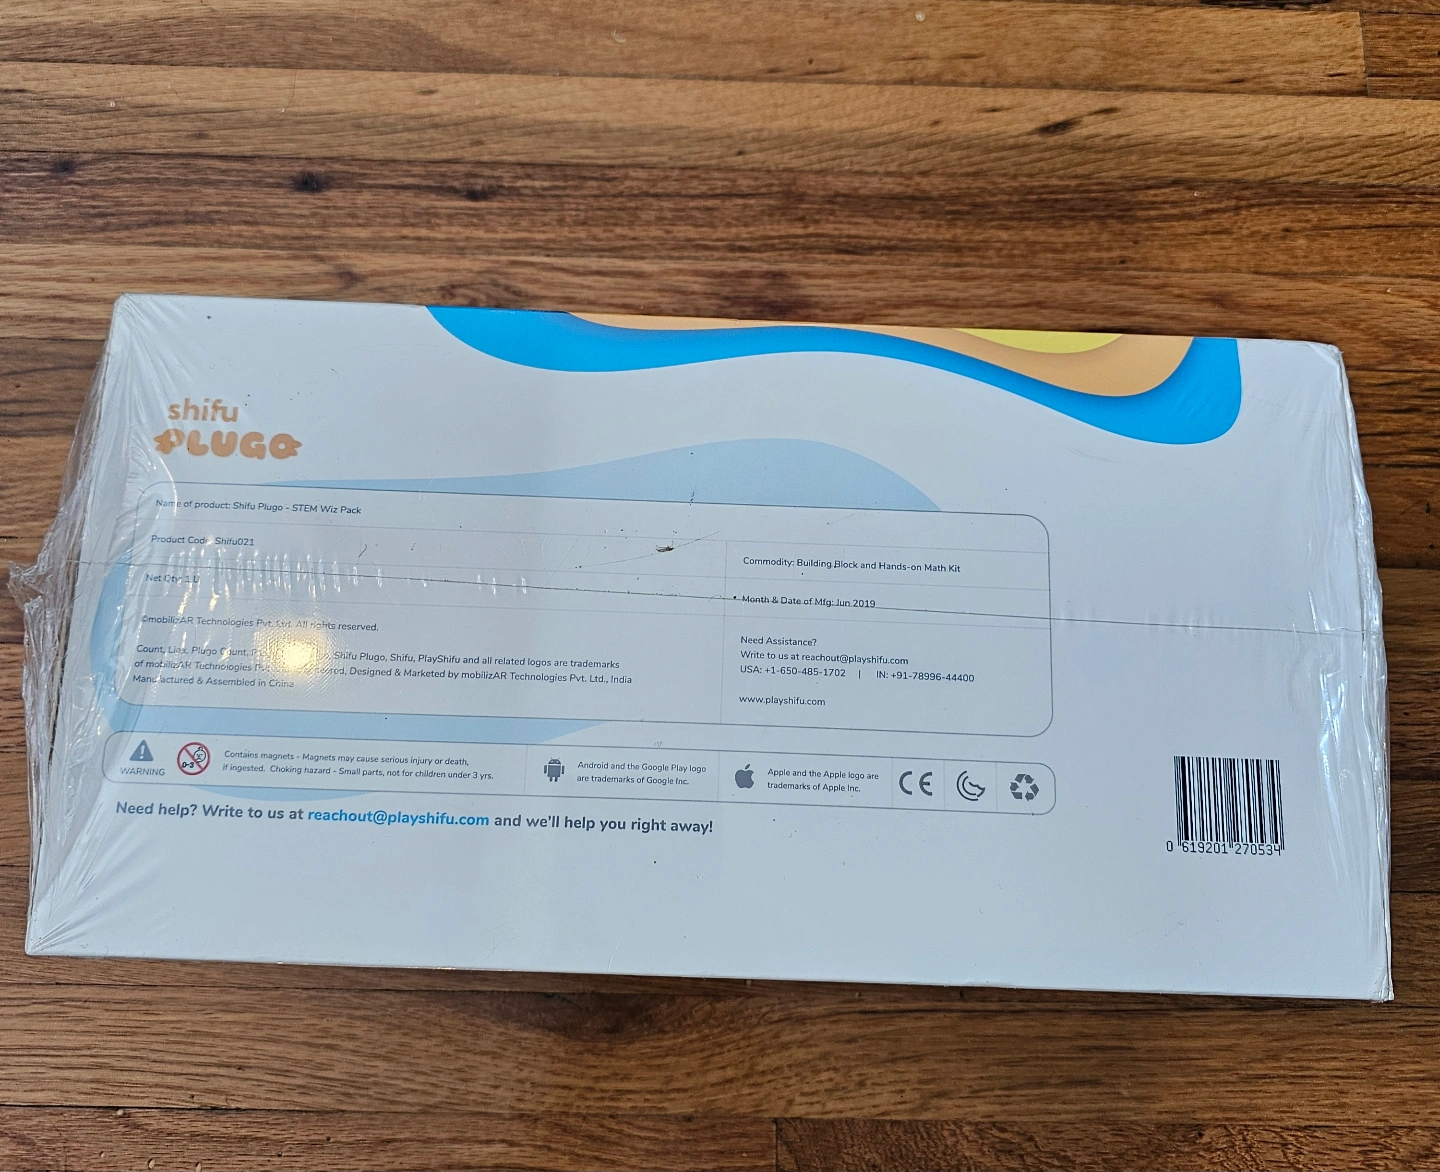 shifu
PLUGO
Name of product: Shifu Plugo - STEM Wiz Pack
Product Code: Shifu021
Commodity: Building Block and Hands-on Math Kit
Net Qty: 1 U
Month & Date of Mfg: Jun 2019
©mobilizAR Technologies Pvt. Ltd. All rights reserved.
Count, Link, Plugo Count, Shifu Plugo, Shifu, PlayShifu and all related logos are trademarks
of mobilizAR Technologies Designed & Marketed by mobilizAR Technologies Pvt. Ltd., India
Manufactured & Assembled in China
Need Assistance?
Write to us at reachout@playshifu.com
USA: +1-650-485-1702 | IN: +91-78996-44400
www.playshifu.com
WARNING
0-3
Contains magnets - Magnets may cause serious injury or death,
if ingested. Choking hazard - Small parts, not for children under 3 yrs.
Android and the Google Play logo
are trademarks of Google Inc.
Apple and the Apple logo are
trademarks of Apple Inc.
CE
Need help? Write to us at reachout@playshifu.com and we'll help you right away!
0 619201 270534